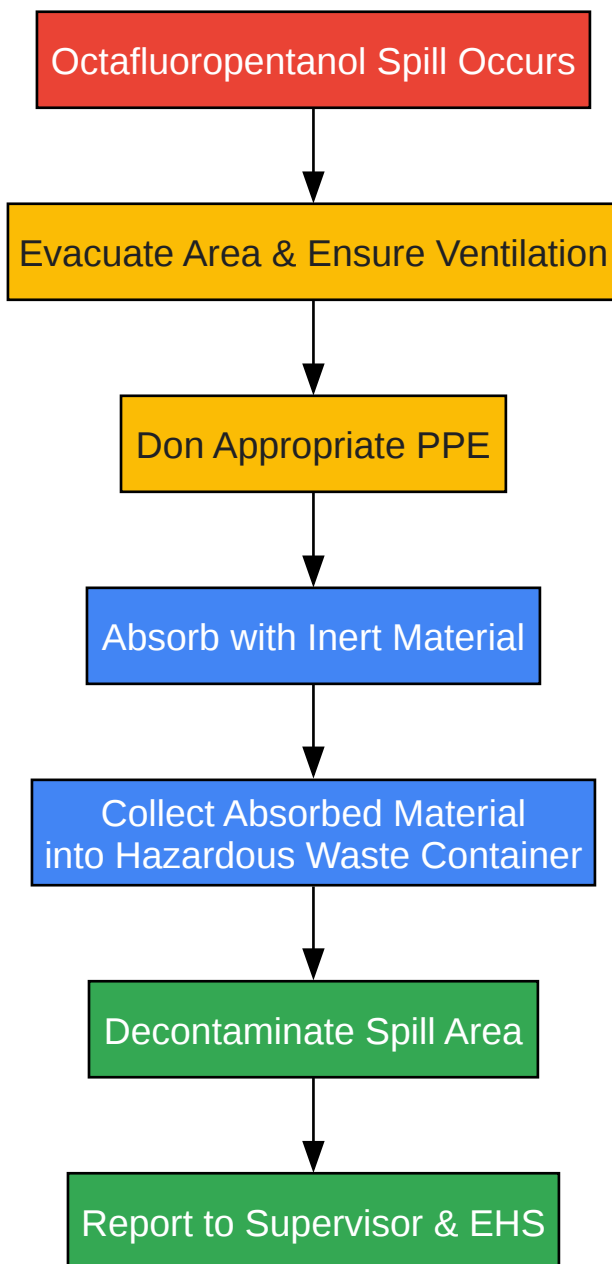 Octafluoropentanol Spill Occurs
Evacuate Area & Ensure Ventilation
Don Appropriate PPE
Absorb with Inert Material
Collect Absorbed Material
into Hazardous Waste Container
Decontaminate Spill Area
Report to Supervisor & EHS